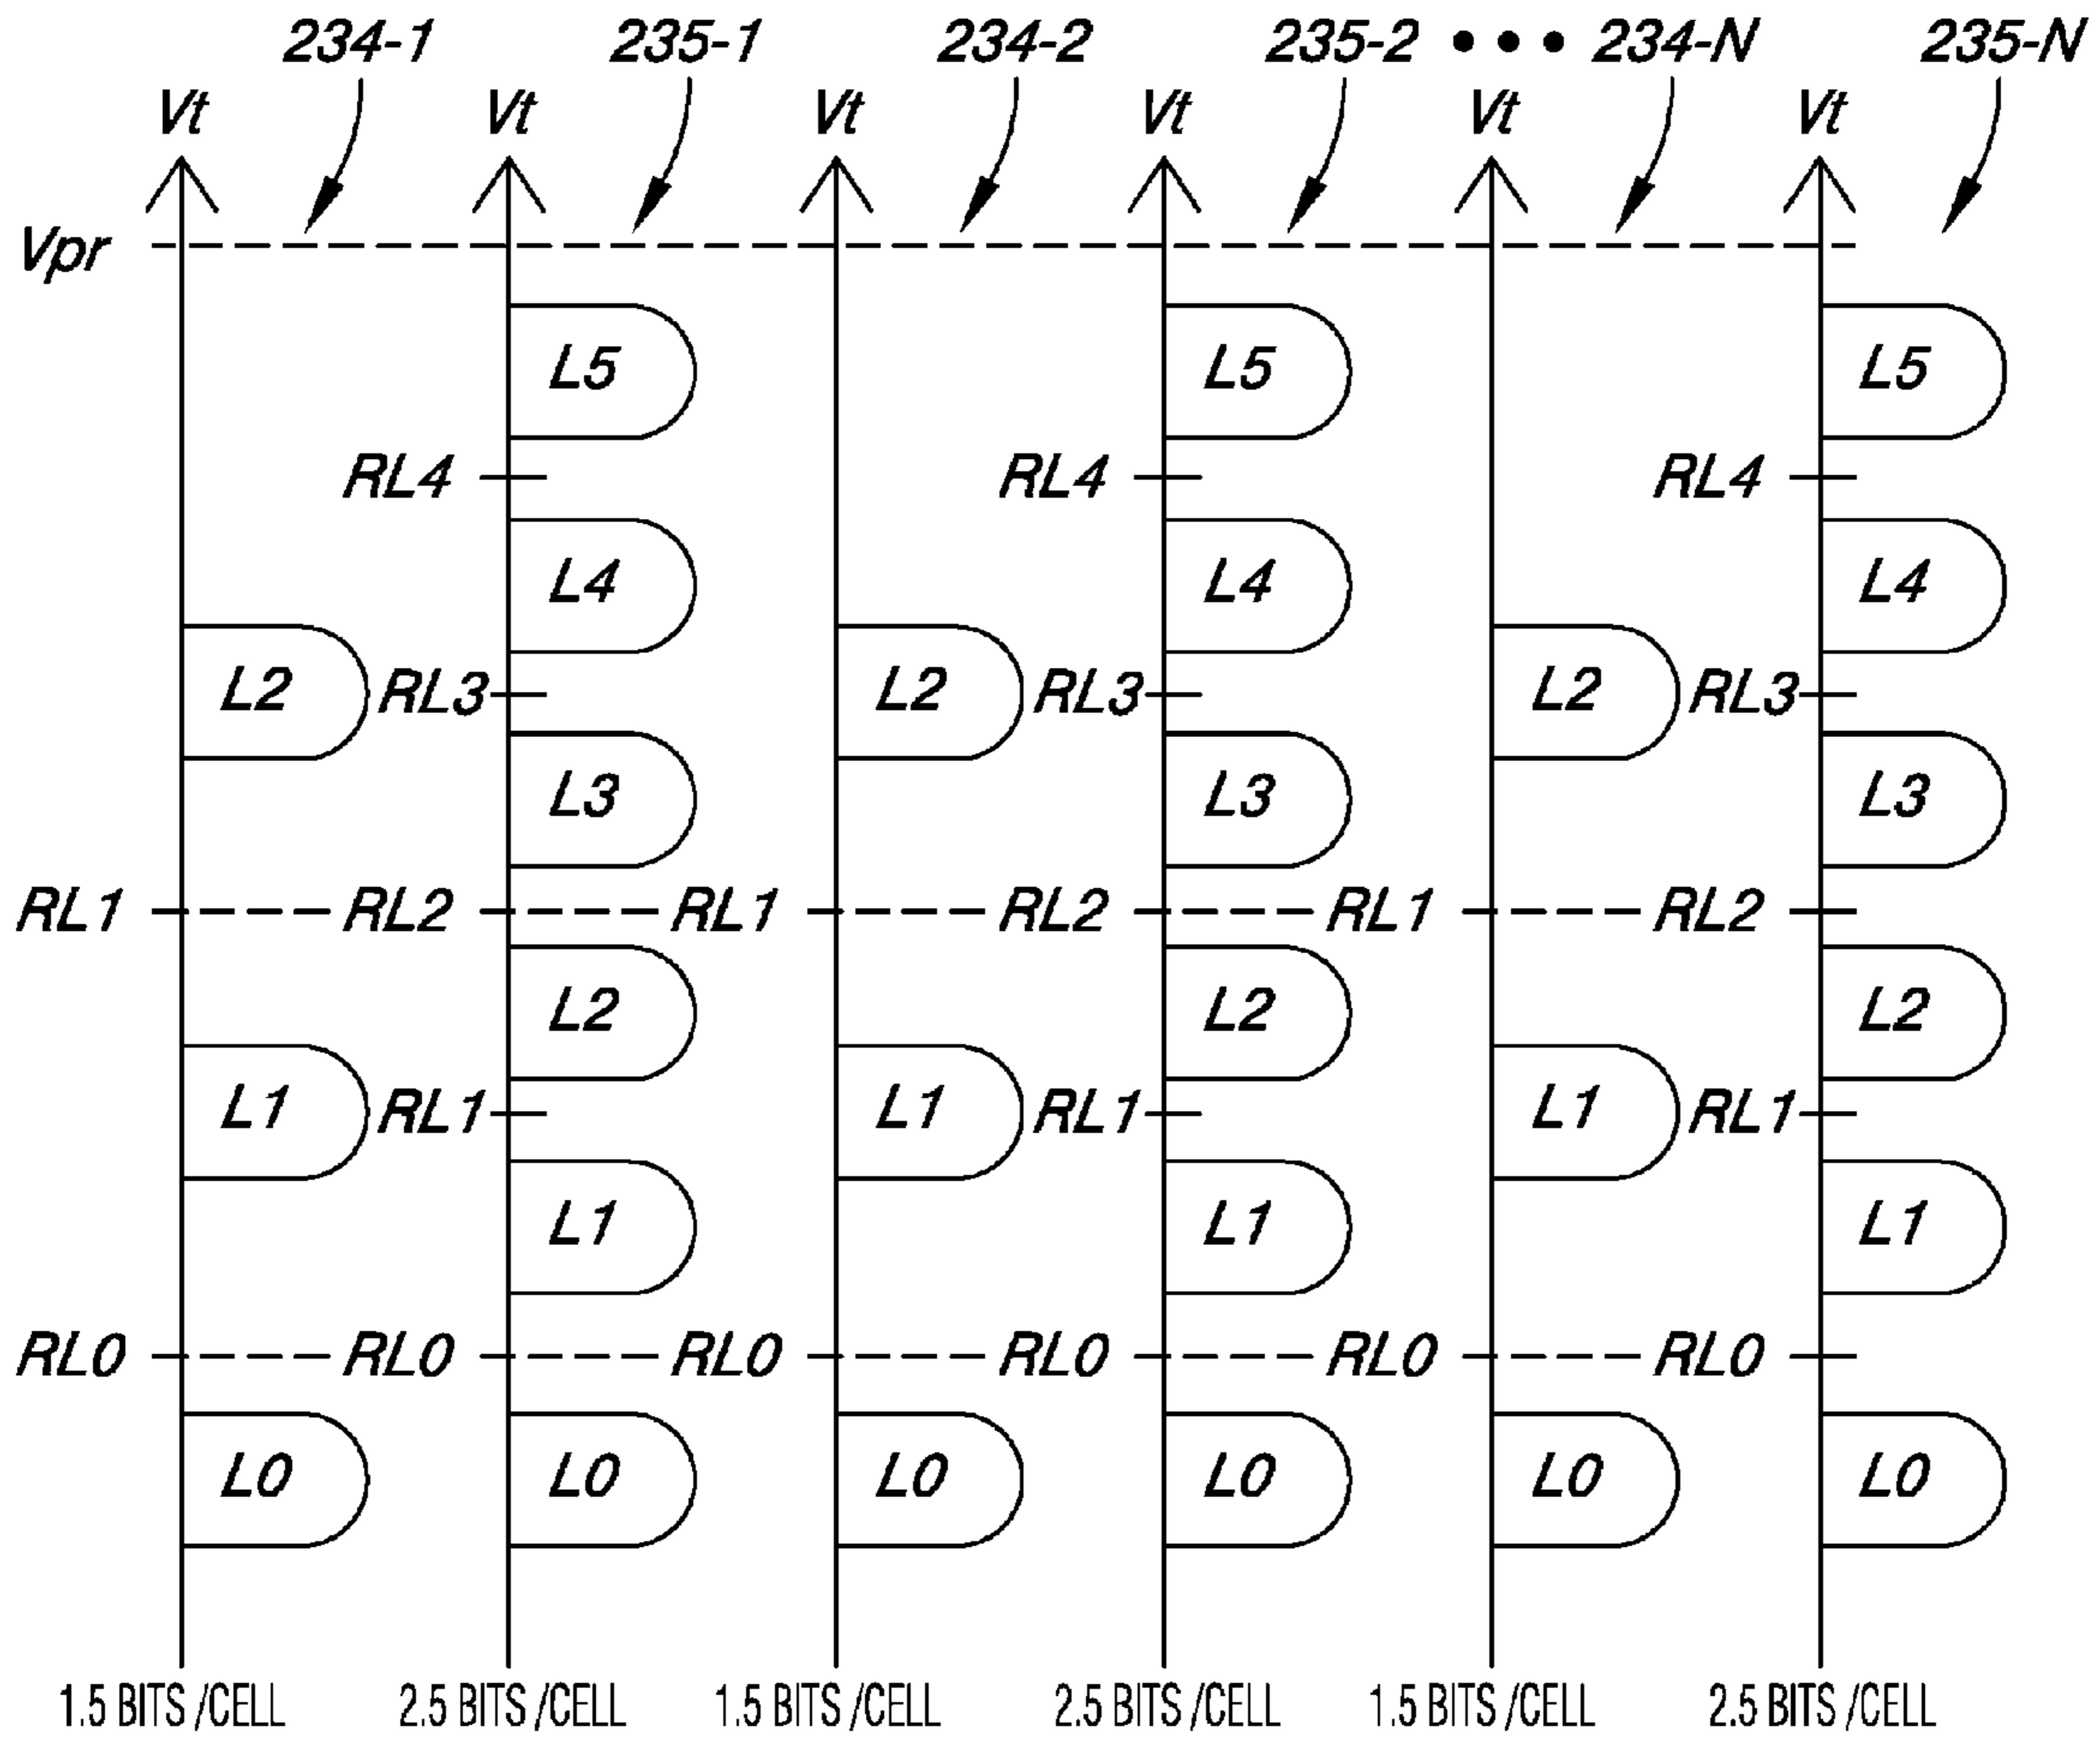 234-1 235-1 234-2 235-2 • • • 234-N 235-N
Vt Vt Vt Vt Vt Vt
Vpr
L5 L5 L5
RL4 RL4 RL4
L4 L4 L4
L2 RL3 L2 RL3 L2 RL3
L3 L3 L3
RL1 RL2 RL1 RL2 RL1 RL2
L2 L2 L2
L1 RL1 L1 RL1 L1 RL1
L1 L1 L1
RL0 RL0 RL0 RL0 RL0 RL0
L0 L0 L0 L0 L0 L0
1.5 BITS /CELL 2.5 BITS /CELL 1.5 BITS /CELL 2.5 BITS /CELL 1.5 BITS /CELL 2.5 BITS /CELL